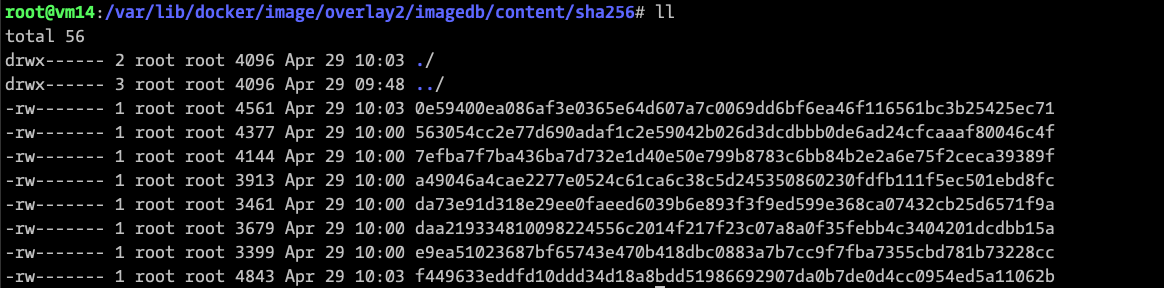 root@vm14:/var/lib/docker/image/overlay2/imagedb/content/sha256# ll
total 56
drwx------ 2 root root 4096 Apr 29 10:03 ./
drwx------ 3 root root 4096 Apr 29 09:48 ../
-rw------- 1 root root 4561 Apr 29 10:03 0e59400ea086af3e0365e64d607a7c0069dd6bf6ea46f116561bc3b25425ec71
-rw------- 1 root root 4377 Apr 29 10:00 563054cc2e77d690adaf1c2e59042b026d3dcdbbb0de6ad24cfcaaaf80046c4f
-rw------- 1 root root 4144 Apr 29 10:00 7efba7f7ba436ba7d732e1d40e50e799b8783c6bb84b2e2a6e75f2ceca39389f
-rw------- 1 root root 3913 Apr 29 10:00 a49046a4cae2277e0524c61ca6c38c5d245350860230fdfb111f5ec501ebd8fc
-rw------- 1 root root 3461 Apr 29 10:00 da73e91d318e29ee0faeed6039b6e893f3f9ed599e368ca07432cb25d6571f9a
-rw------- 1 root root 3679 Apr 29 10:00 daa219334810098224556c2014f217f23c07a8a0f35febb4c3404201dcdbb15a
-rw------- 1 root root 3399 Apr 29 10:00 e9ea51023687bf65743e470b418dbc0883a7b7cc9f7fba7355cbd781b73228cc
-rw------- 1 root root 4843 Apr 29 10:03 f449633eddfd10ddd34d18a8bdd51986692907da0b7de0d4cc0954ed5a11062b